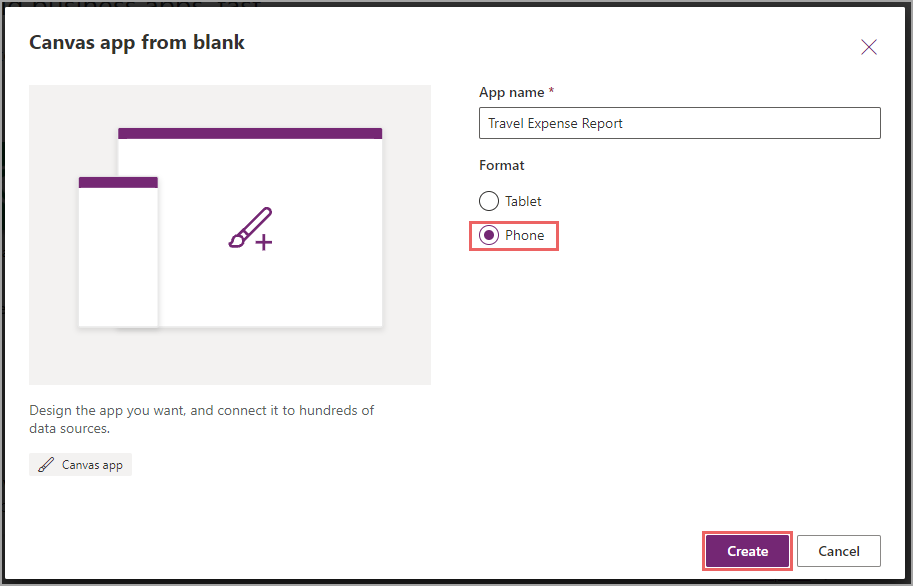 Canvas app from blank
App name *
Travel Expense Report
Format
Tablet
Phone
Design the app you want, and connect it to hundreds of
data sources.
Canvas app
Create
Cancel